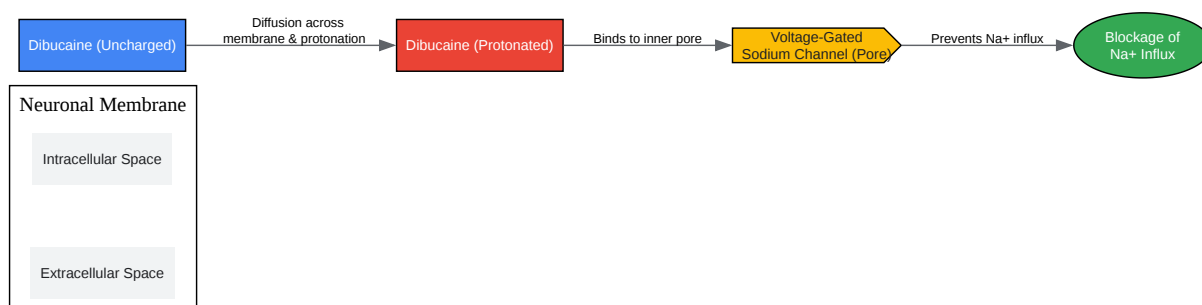 Dibucaine (Uncharged)
Diffusion across
membrane & protonation
Dibucaine (Protonated)
Binds to inner pore
Voltage-Gated
Sodium Channel (Pore)
Prevents Na+ influx
Blockage of
Na+ Influx
Neuronal Membrane
Intracellular Space
Extracellular Space